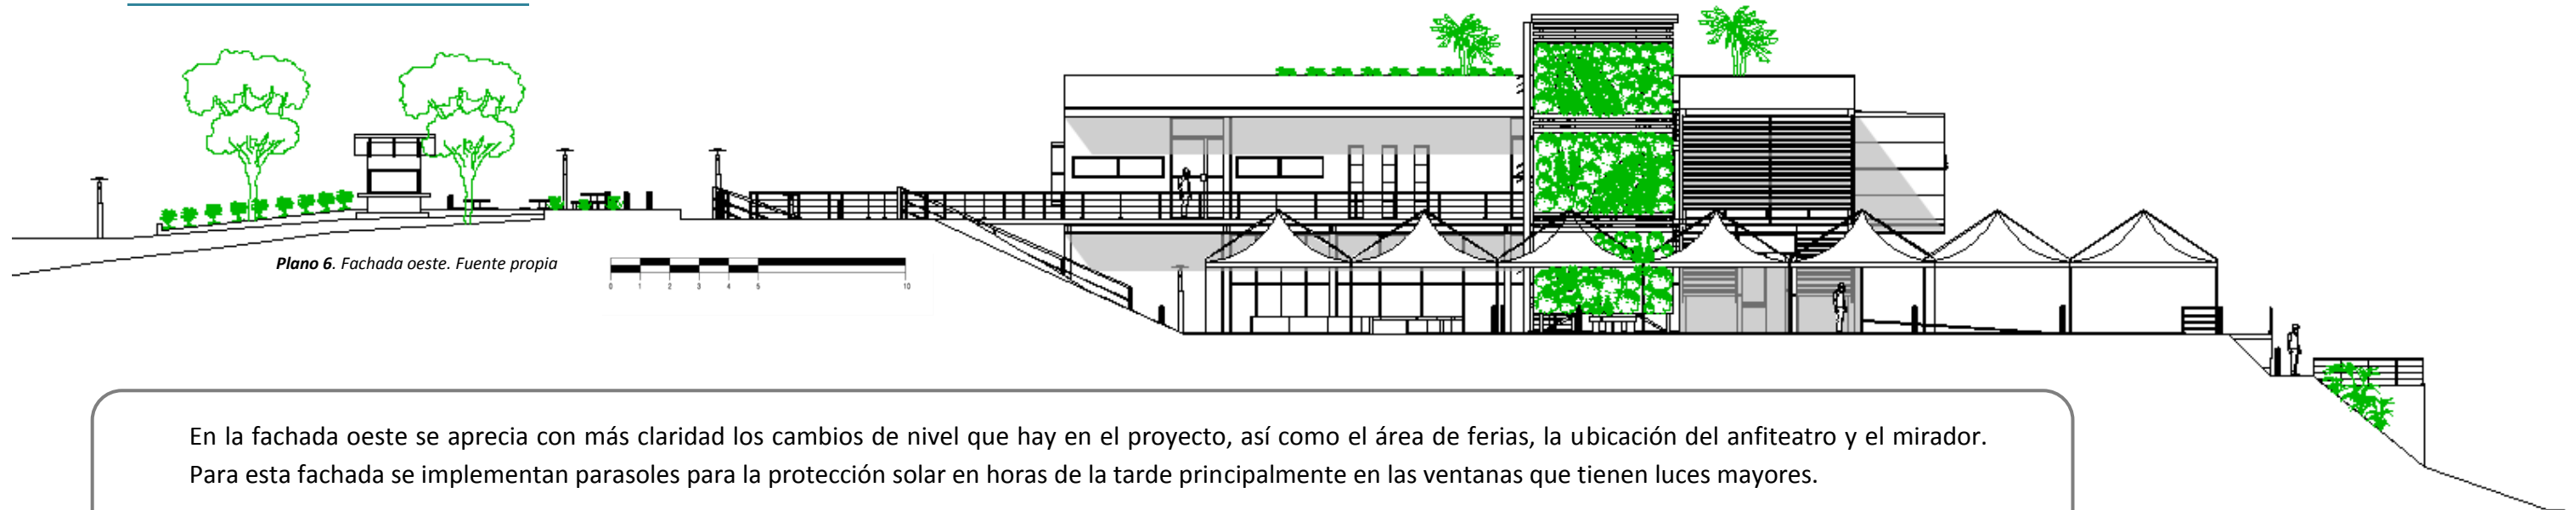 Plano 6. Fachada oeste. Fuente propia
0 1 2 3 4 5 10
En la fachada oeste se aprecia con más claridad los cambios de nivel que hay en el proyecto, así como el área de ferias, la ubicación del anfiteatro y el mirador.
Para esta fachada se implementan parasoles para la protección solar en horas de la tarde principalmente en las ventanas que tienen luces mayores.